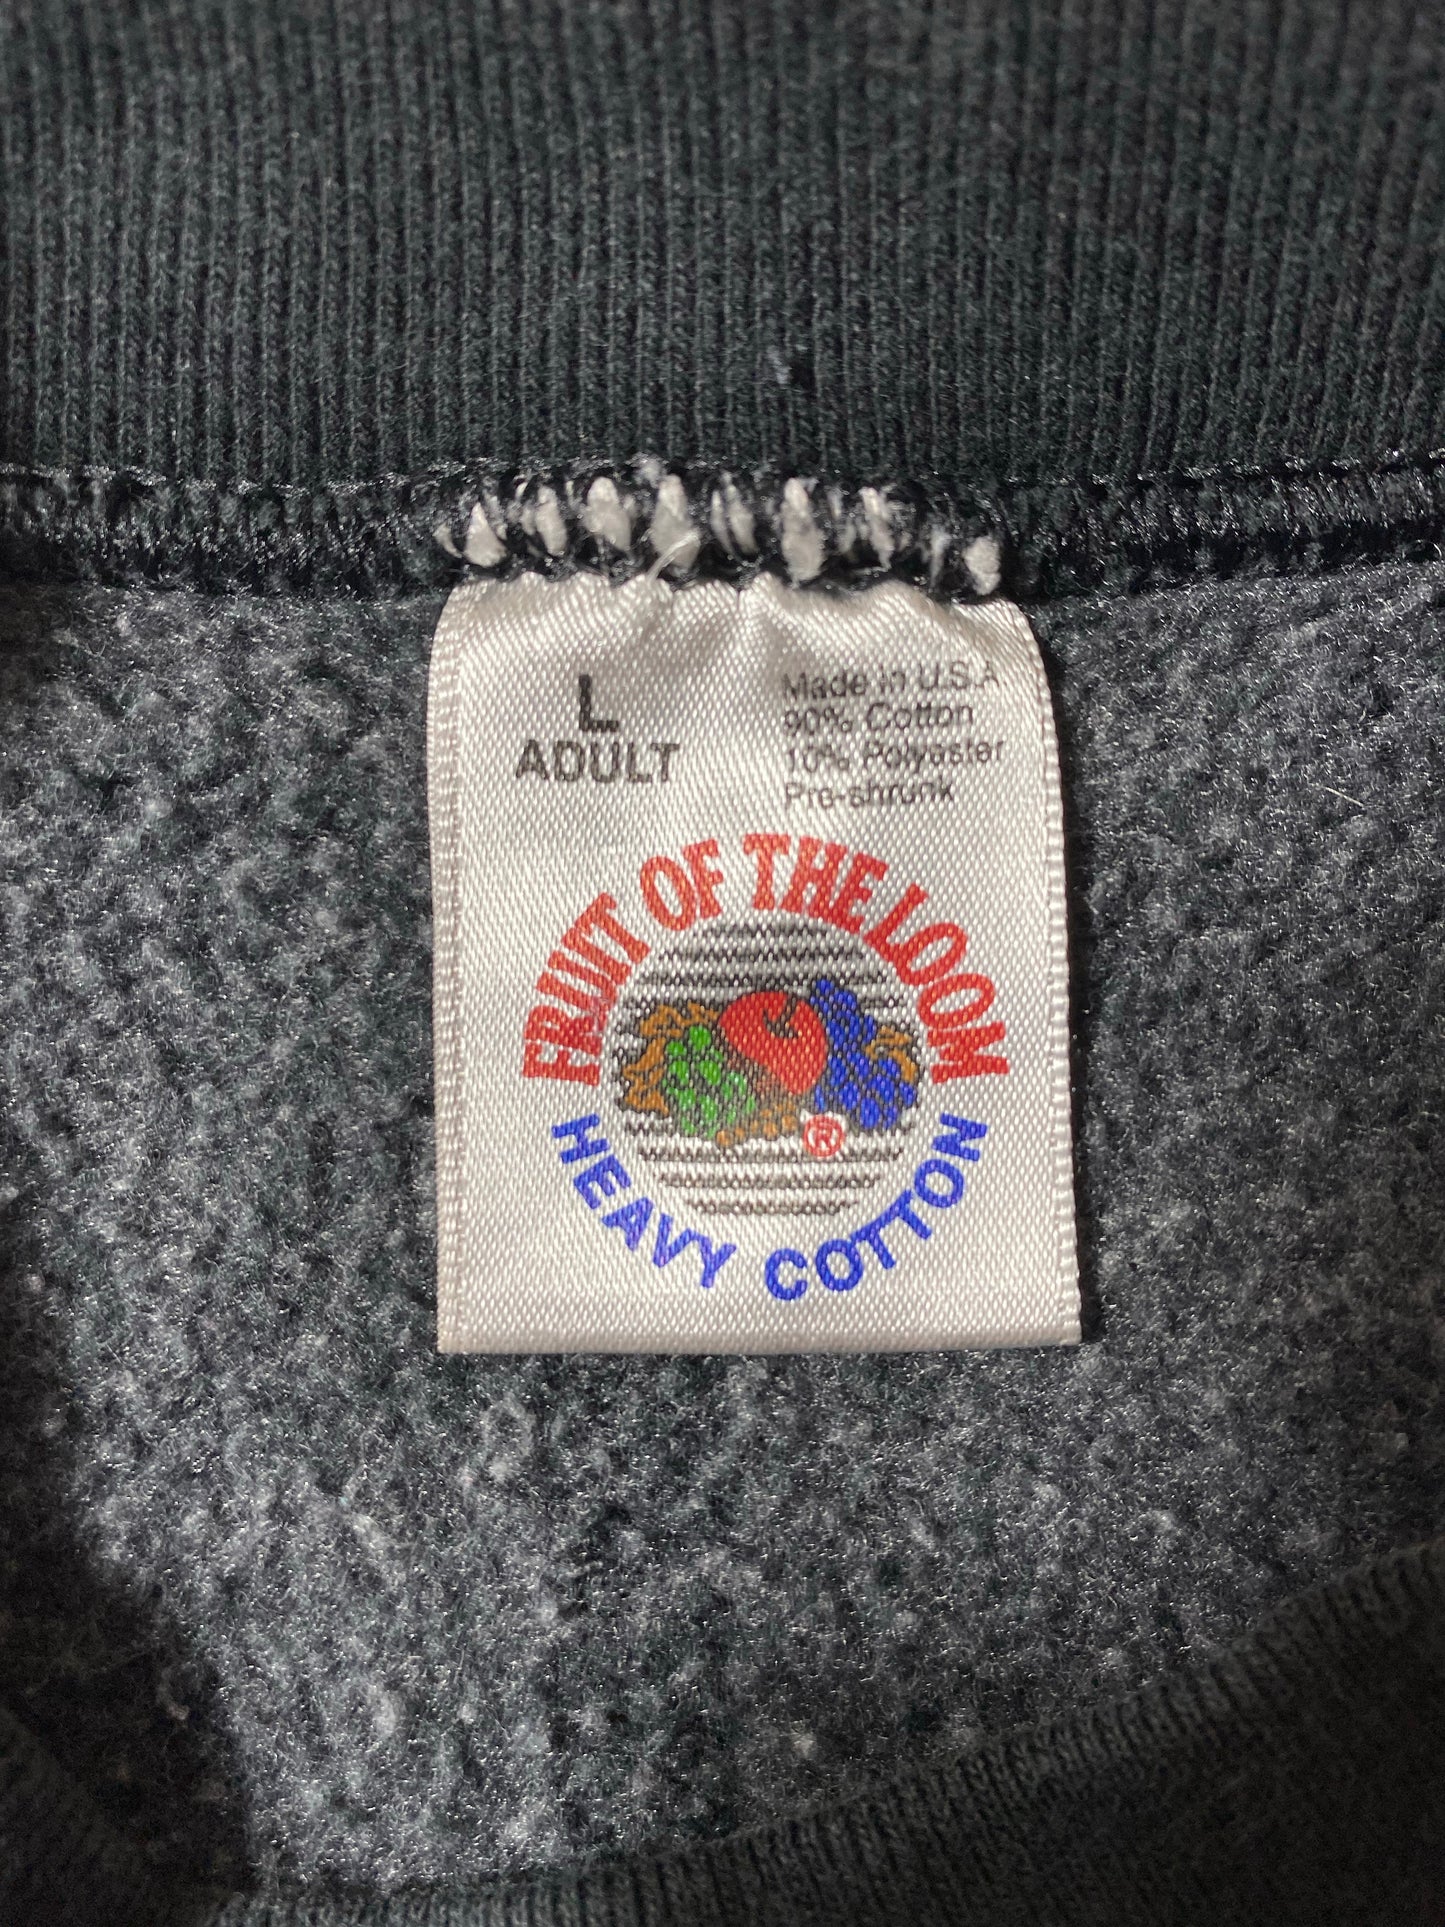 L
ADULT
Made in U.S.A
90% Cotton
10% Polyester
Pre-shrunk
FRUIT OF THE LOOM
®
HEAVY COTTON